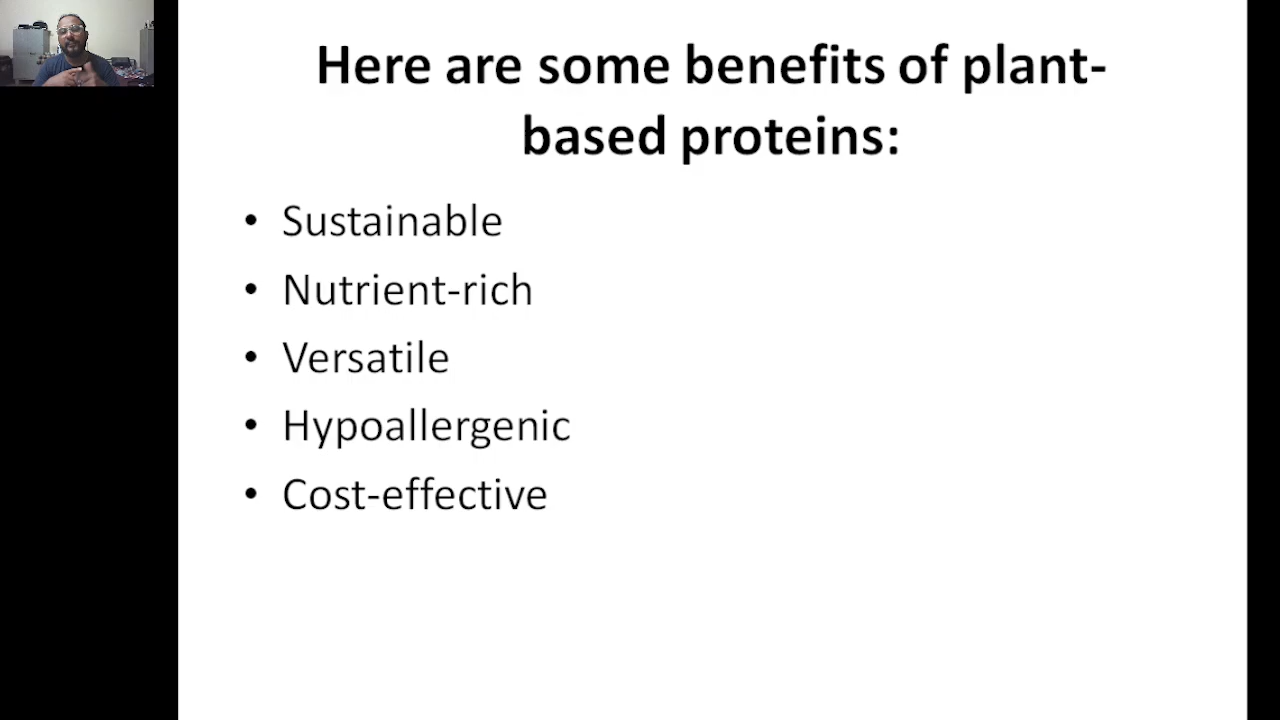 Here are some benefits of plant-
based proteins:
• Sustainable
• Nutrient-rich
• Versatile
• Hypoallergenic
• Cost-effective